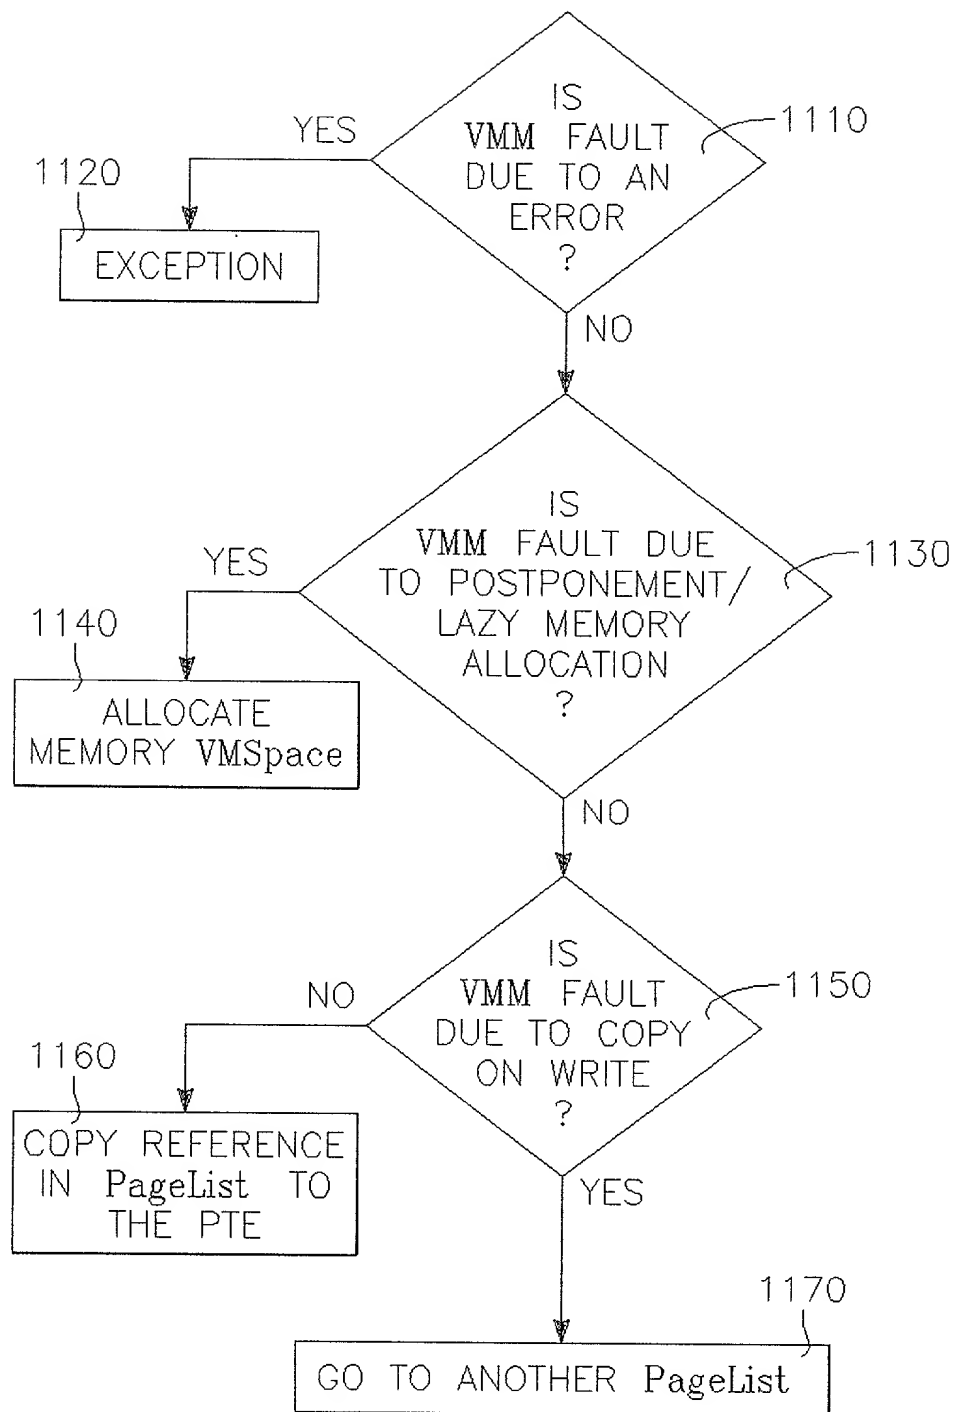 IS
VMM FAULT
DUE TO AN
ERROR
?
1110
YES
1120
EXCEPTION
NO
IS
VMM FAULT DUE
TO POSTPONEMENT/
LAZY MEMORY
ALLOCATION
?
1130
YES
1140
ALLOCATE
MEMORY VMSpace
NO
IS
VMM FAULT
DUE TO COPY
ON WRITE
?
1150
NO
1160
COPY REFERENCE
IN PageList TO
THE PTE
YES
1170
GO TO ANOTHER PageList